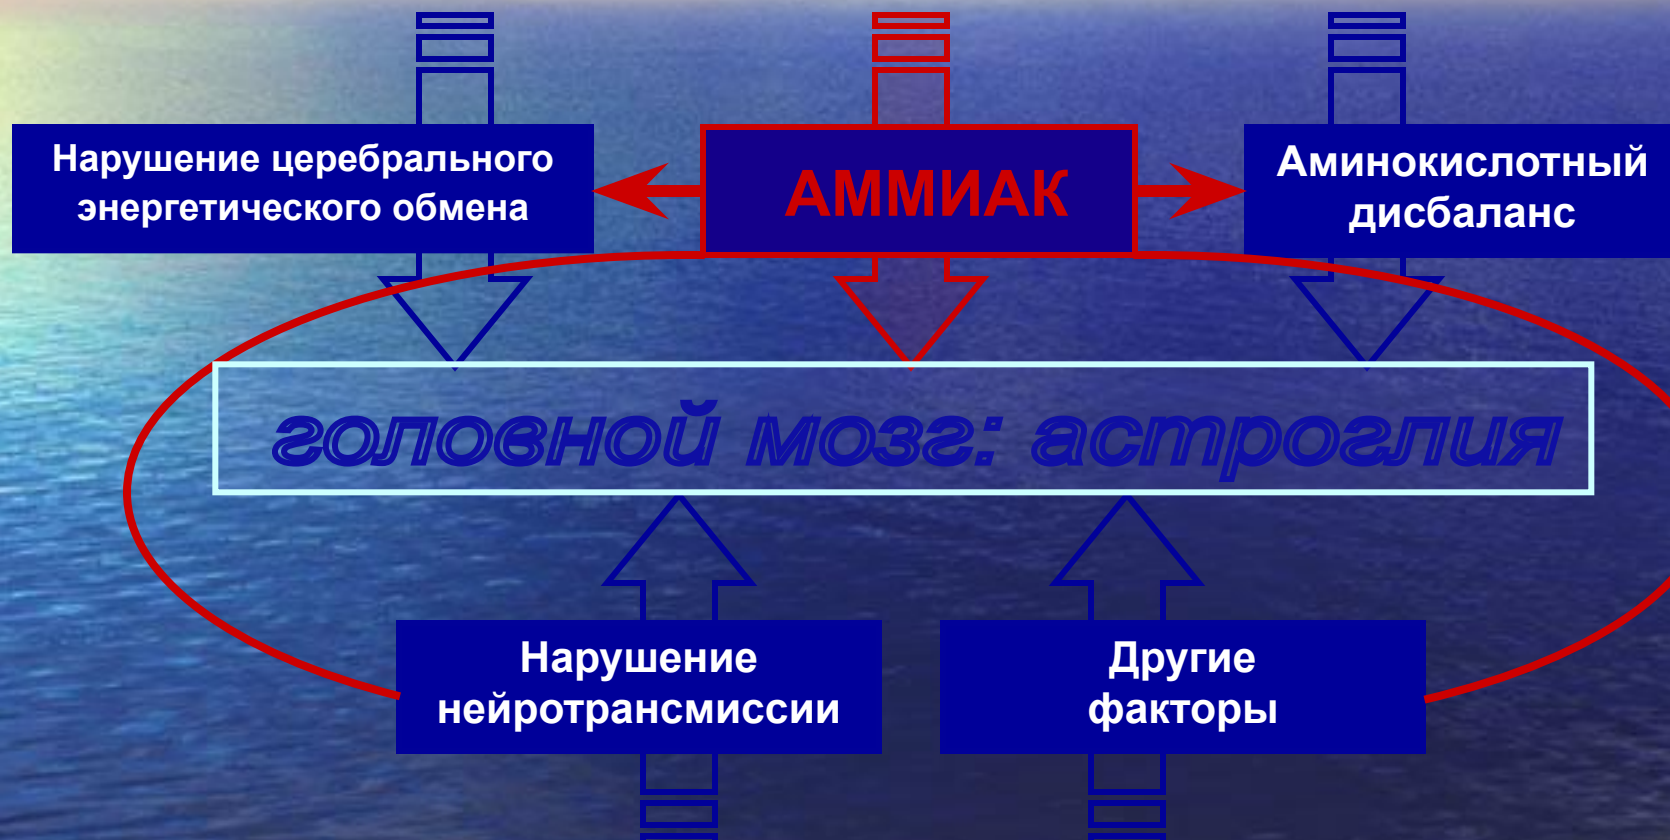 Нарушение церебрального
энергетического обмена
АММИАК
Аминокислотный
дисбаланс
головной мозг: астроглия
Нарушение
нейротрансмиссии
Другие
факторы